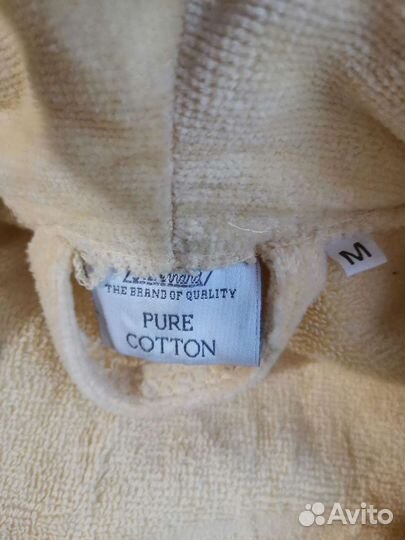 THE BRAND OF QUALITY
PURE
COTTON
M
Avito